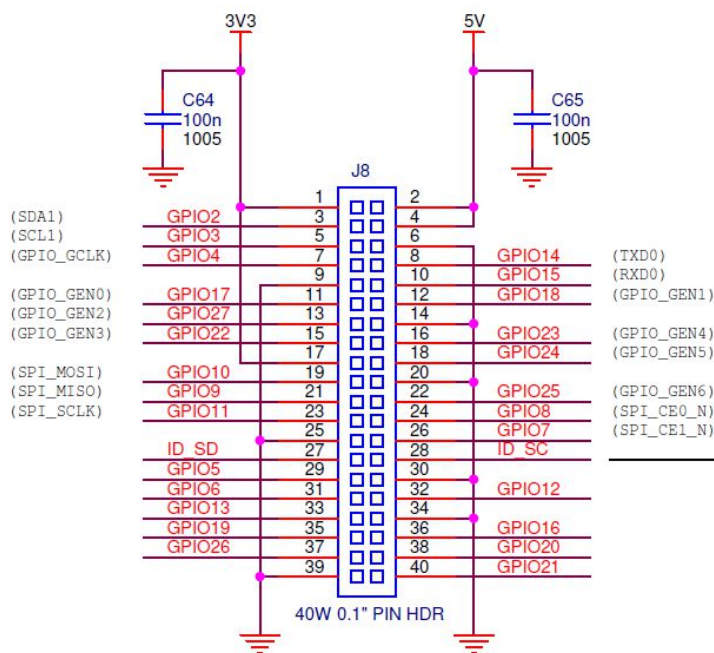 3V3 5V
C64 C65
100n 100n
1005 1005
J8
1 2
(SDA1) GPIO2 3 4
(SCL1) GPIO3 5 6
(GPIO_GCLK) GPIO4 7 8 GPIO14 (TXD0)
9 10 GPIO15 (RXD0)
(GPIO_GEN0) GPIO17 11 12 GPIO18 (GPIO_GEN1)
(GPIO_GEN2) GPIO27 13 14
(GPIO_GEN3) GPIO22 15 16 GPIO23 (GPIO_GEN4)
17 18 GPIO24 (GPIO_GEN5)
(SPI_MOSI) GPIO10 19 20
(SPI_MISO) GPIO9 21 22 GPIO25 (GPIO_GEN6)
(SPI_SCLK) GPIO11 23 24 GPIO8 (SPI_CE0_N)
25 26 GPIO7 (SPI_CE1_N)
ID_SD 27 28 ID_SC
GPIO5 29 30
GPIO6 31 32 GPIO12
GPIO13 33 34
GPIO19 35 36 GPIO16
GPIO26 37 38 GPIO20
39 40 GPIO21
40W 0.1" PIN HDR